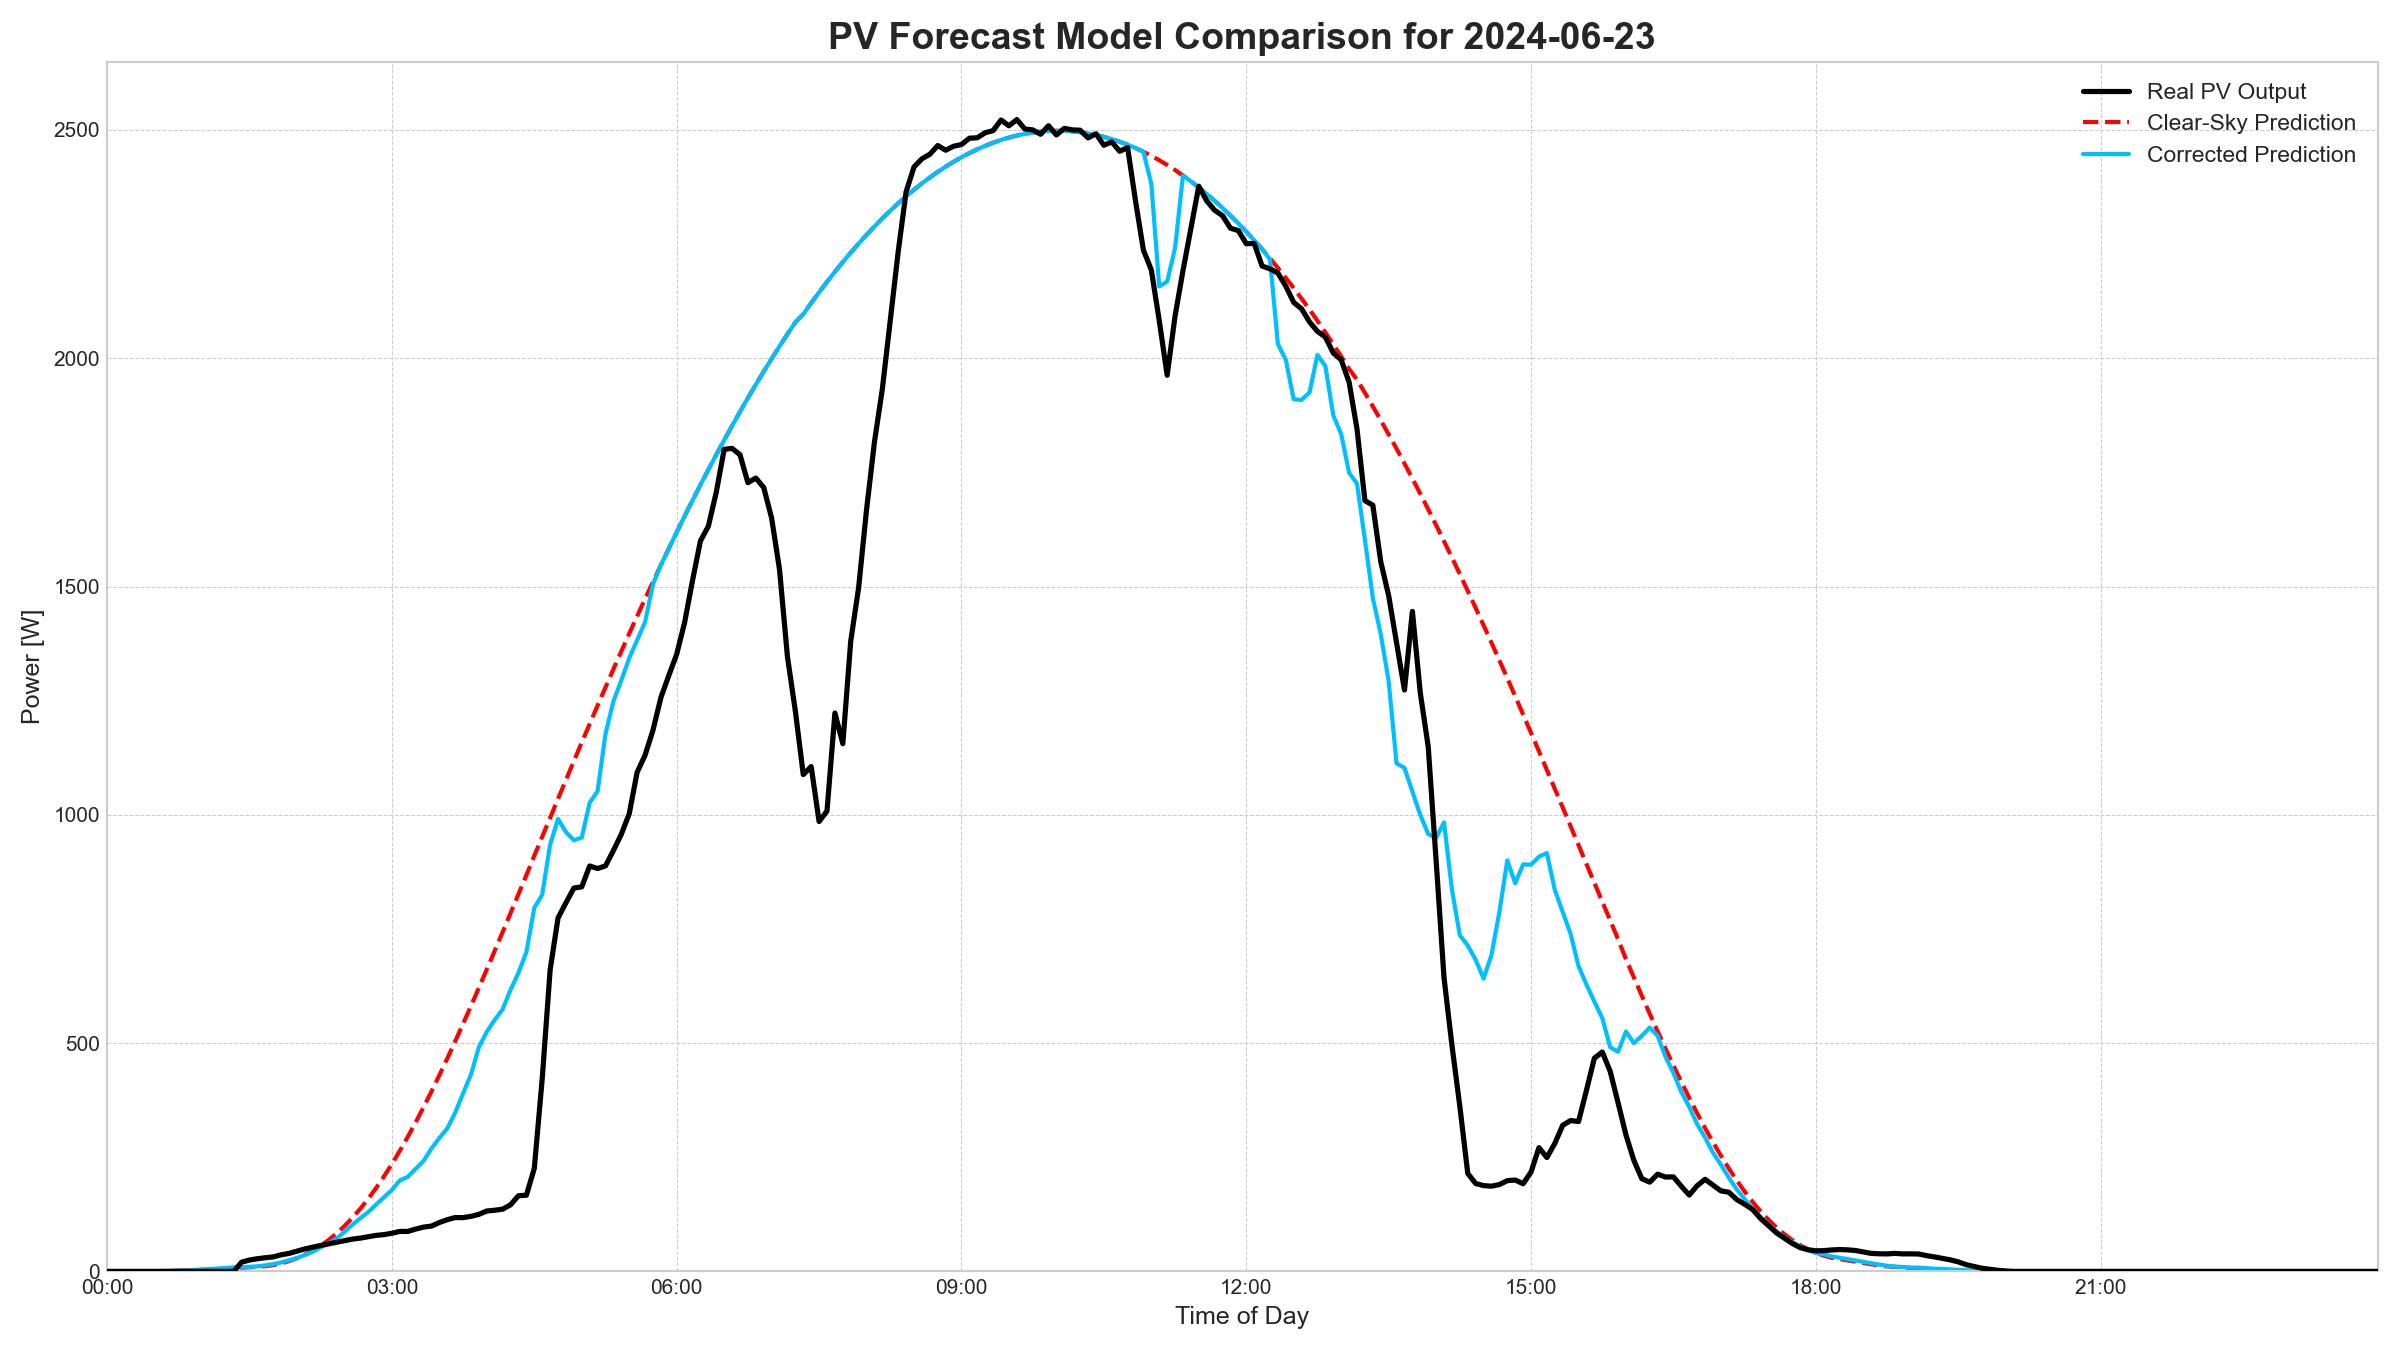 PV Forecast Model Comparison for 2024-06-23
Real PV Output
Clear-Sky Prediction
Corrected Prediction
Power [W]
2500
2000
1500
1000
500
0
00:00 03:00 06:00 09:00 12:00 15:00 18:00 21:00
Time of Day